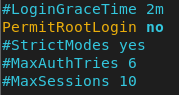 #LoginGraceTime 2m
PermitRootLogin no
#StrictModes yes
#MaxAuthTries 6
#MaxSessions 10